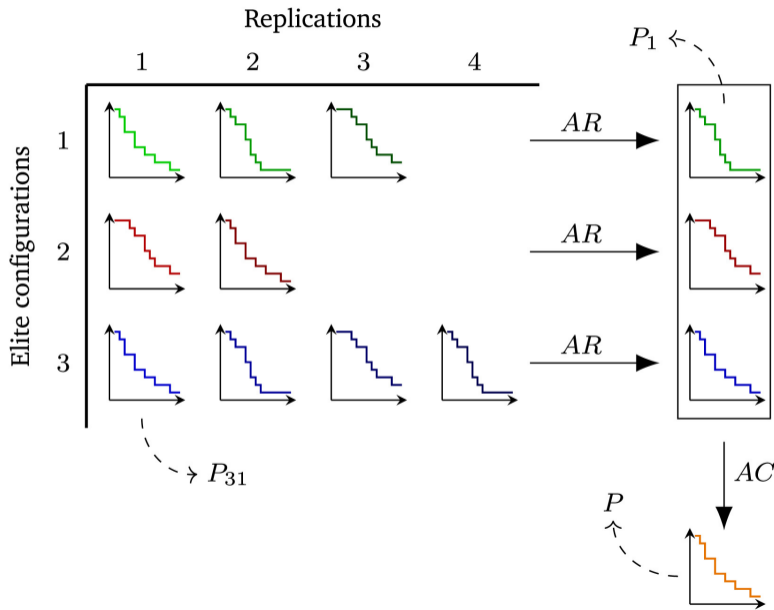 Replications
P₁
1 2 3 4
Elite configurations
1
AR
2
AR
3
AR
P₃₁
AC
P